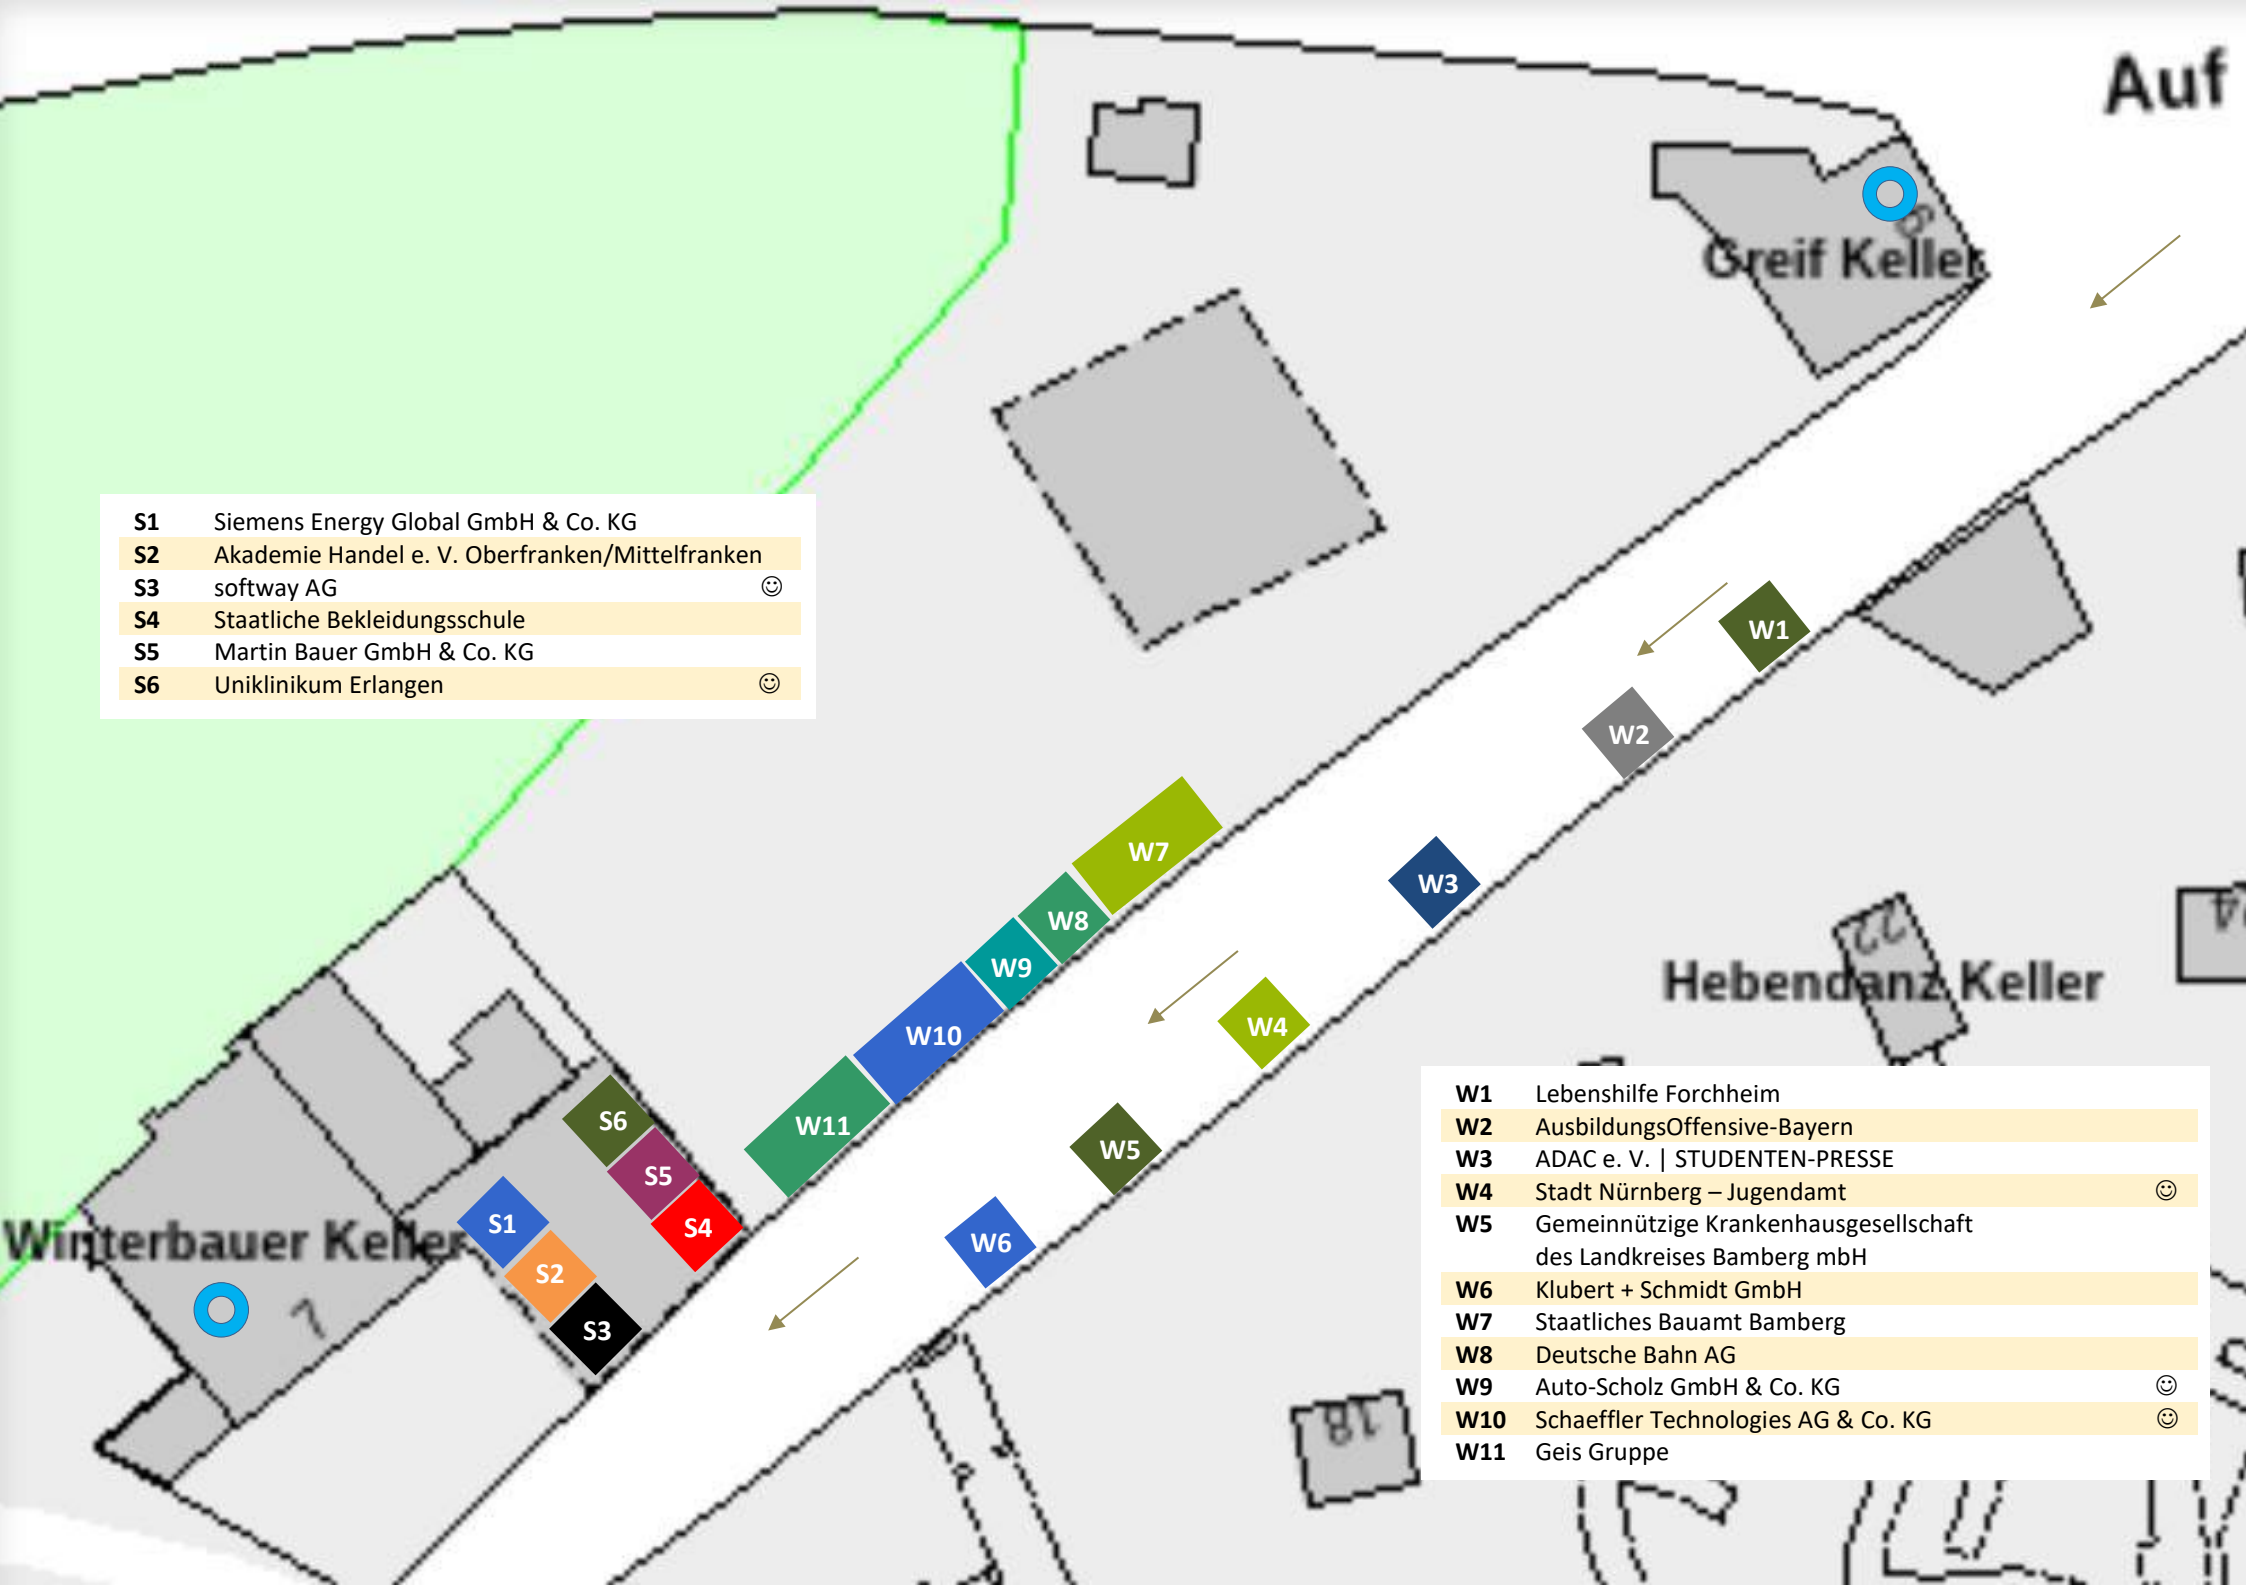 Auf
6
Greif Keller
S1 Siemens Energy Global GmbH & Co. KG
S2 Akademie Handel e. V. Oberfranken/Mittelfranken
S3 softway AG ☺
S4 Staatliche Bekleidungsschule
S5 Martin Bauer GmbH & Co. KG
S6 Uniklinikum Erlangen ☺
W1
W2
W7
W3
W8
22
24
W9
Hebendanz Keller
W10
W4
S6
W11
W5
S5
S1
S4
W6
Winterbauer Keller
S2
7
S3
W1 Lebenshilfe Forchheim
W2 AusbildungsOffensive-Bayern
W3 ADAC e. V. | STUDENTEN-PRESSE
W4 Stadt Nürnberg – Jugendamt ☺
W5 Gemeinnützige Krankenhausgesellschaft
des Landkreises Bamberg mbH
W6 Klubert + Schmidt GmbH
W7 Staatliches Bauamt Bamberg
W8 Deutsche Bahn AG
W9 Auto-Scholz GmbH & Co. KG ☺
W10 Schaeffler Technologies AG & Co. KG ☺
W11 Geis Gruppe
18